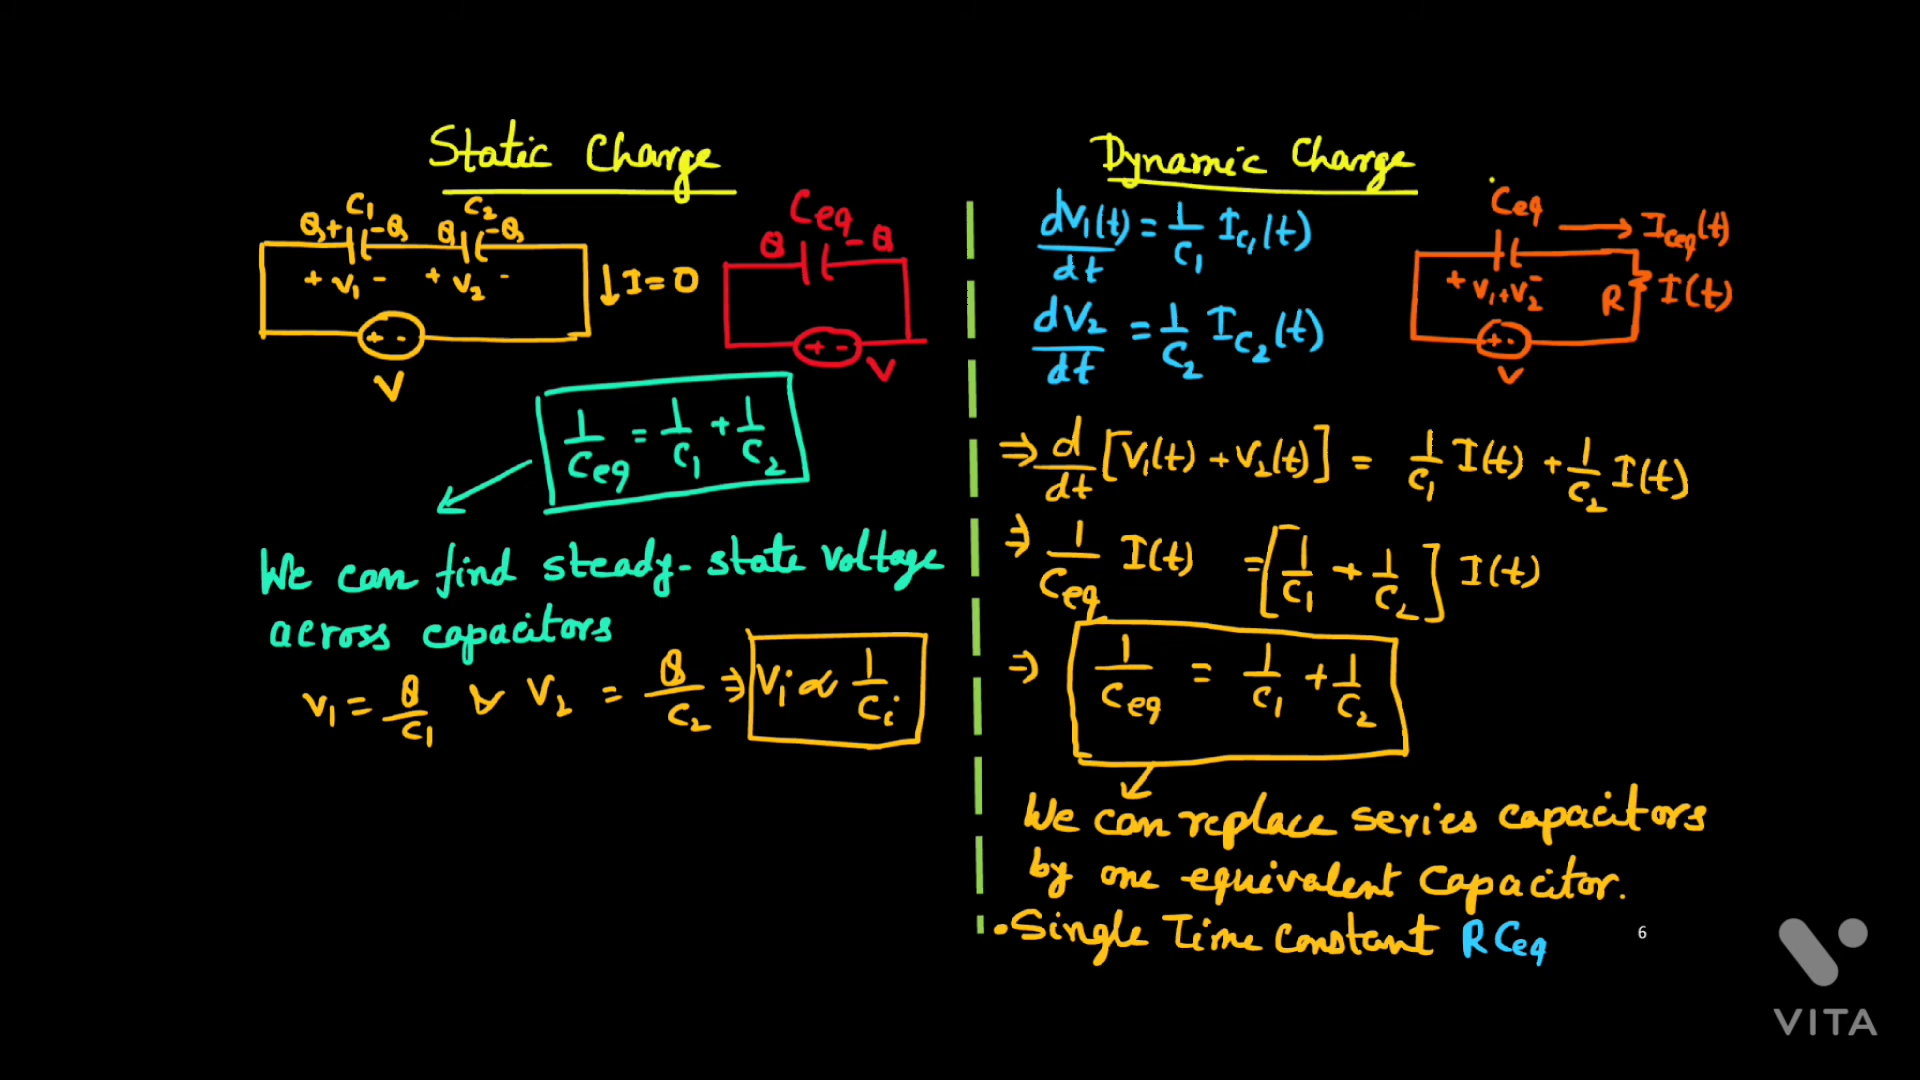 Static Charge
C1 C2
Q+ -Q Q -Q
+ V1 - + V2 -
↓ I = 0
+ -
V
Ceq
Q -Q
+ -
V
1/Ceq = 1/C1 + 1/C2
We can find steady-state voltage
across capacitors
V1 = Q/C1 & V2 = Q/C2 ⇒ Vi ∝ 1/Ci
Dynamic Charge
dV1(t)/dt = 1/C1 IC1(t)
dV2/dt = 1/C2 IC2(t)
Ceq → ICeq(t)
+ V1+V2 -
R I(t)
+ -
V
⇒ d/dt [V1(t) + V2(t)] = 1/C1 I(t) + 1/C2 I(t)
⇒ 1/Ceq I(t) = [1/C1 + 1/C2] I(t)
⇒ 1/Ceq = 1/C1 + 1/C2
We can replace series capacitors
by one equivalent Capacitor.
• Single Time Constant RCeq
6
VITA